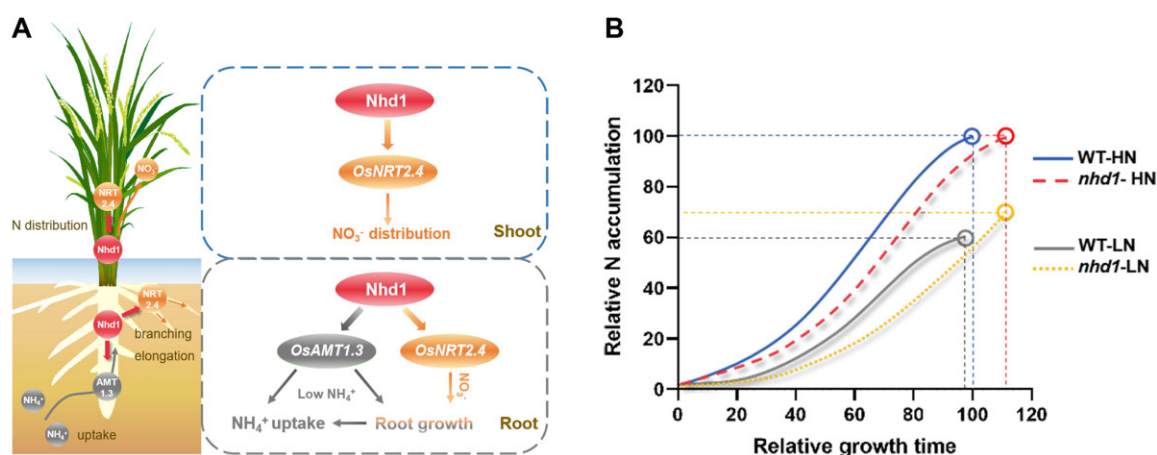 A
NO₃⁻
NRT
2.4
N distribution
Nhd1
NRT
2.4
Nhd1
branching
elongation
AMT
1.3
NH₄⁺
NH₄⁺
uptake
Nhd1
OsNRT2.4
NO₃⁻ distribution
Shoot
Nhd1
OsAMT1.3
OsNRT2.4
Low NH₄⁺
NO₃⁻
NH₄⁺ uptake
Root growth
Root
B
Relative N accumulation
120
100
80
60
40
20
0
0 20 40 60 80 100 120
Relative growth time
WT-HN
nhd1- HN
WT-LN
nhd1-LN